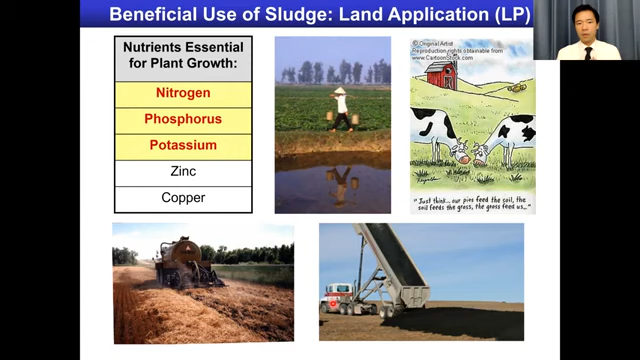 Beneficial Use of Sludge: Land Application (LP)
Nutrients Essential
for Plant Growth:
Nitrogen
Phosphorus
Potassium
Zinc
Copper
© Original Artist
Reproduction rights obtainable from
www.CartoonStock.com
"Just think... our pies feed the soil, the
soil feeds the grass, the grass feed us..."